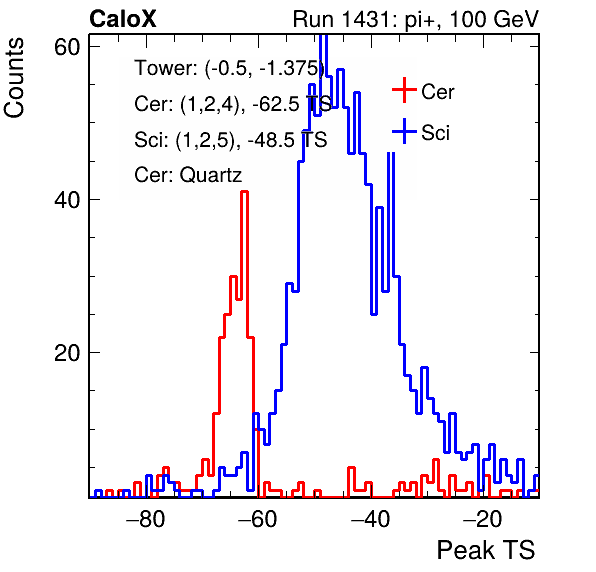 CaloX Run 1431: pi+, 100 GeV
Counts
60
40
20
Tower: (-0.5, -1.375)
Cer: (1,2,4), -62.5 TS
Sci: (1,2,5), -48.5 TS
Cer: Quartz
Cer
Sci
−80 −60 −40 −20
Peak TS